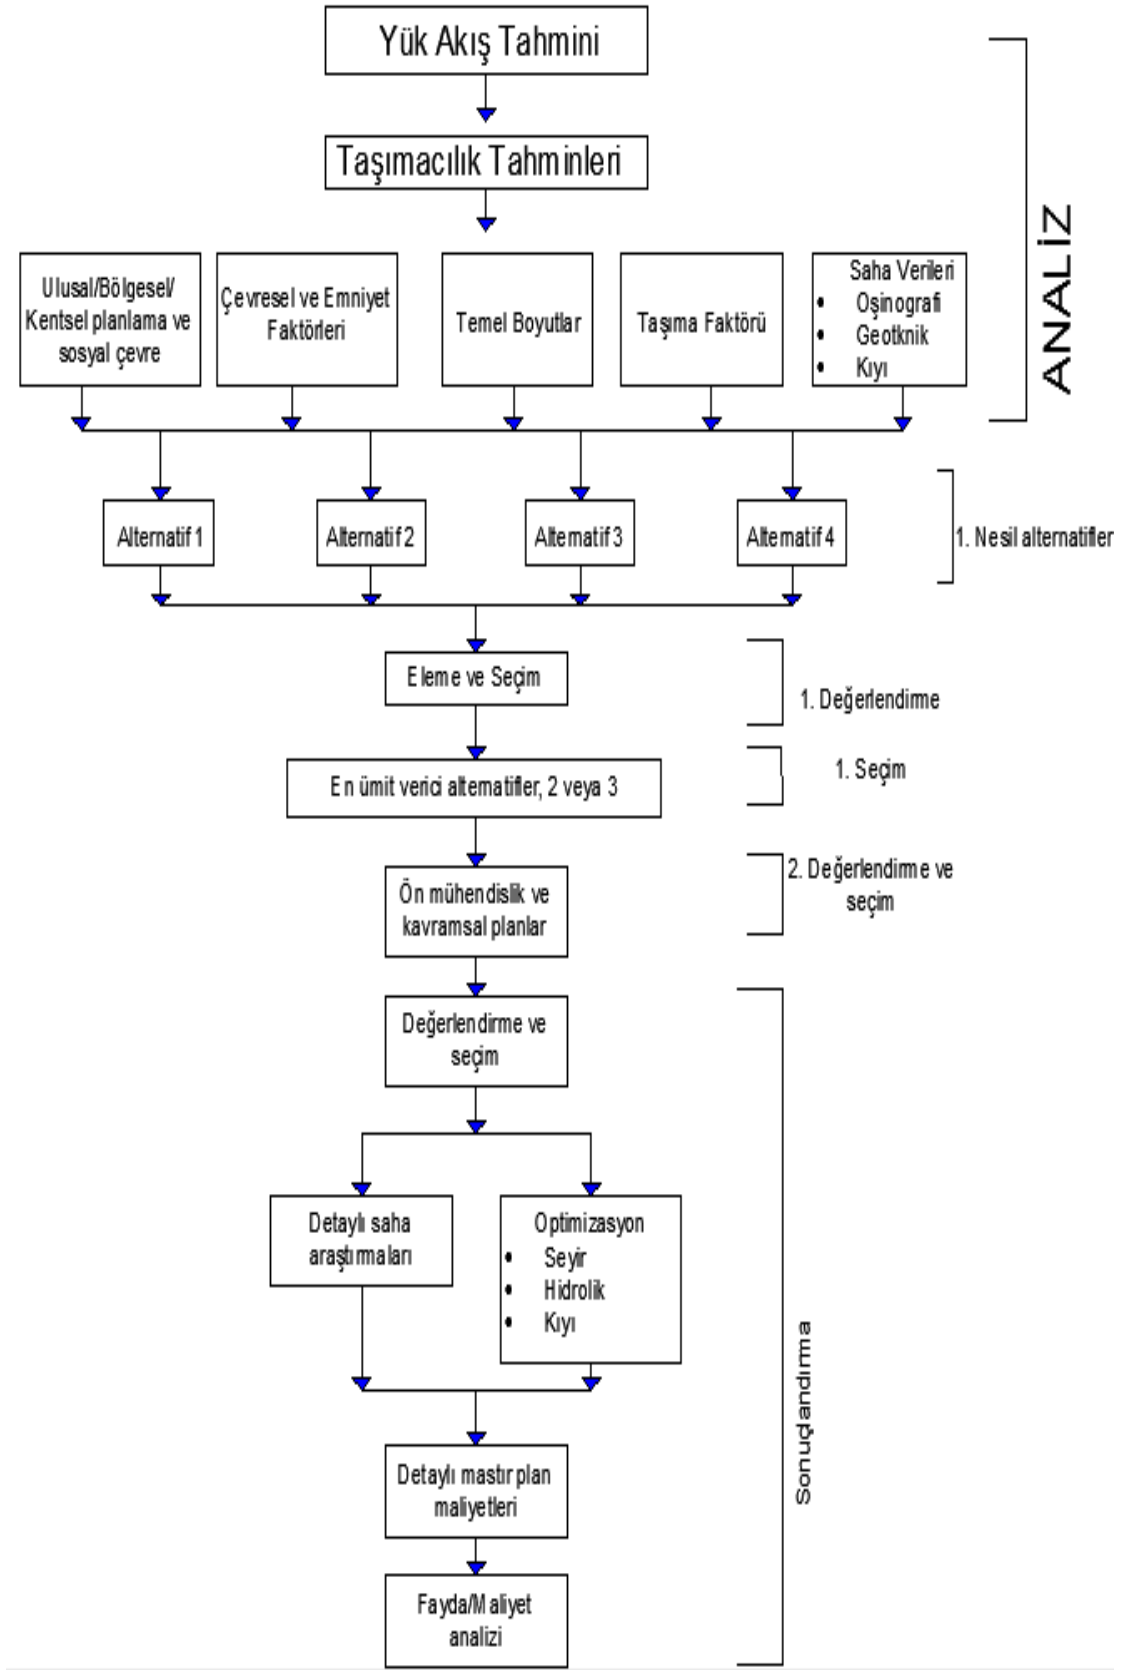 Yük Akış Tahmini
Taşımacılık Tahminleri
ANALİZ
Ulusal/Bölgesel/
Kentsel planlama ve
sosyal çevre
Çevresel ve Emniyet
Faktörleri
Temel Boyutlar
Taşıma Faktörü
Saha Verileri
• Oşinografi
• Geotknik
• Kıyı
Alternatif 1
Alternatif 2
Alternatif 3
Alternatif 4
1. Nesil alternatifler
Eleme ve Seçim
1. Değerlendirme
En ümit verici alternatifler, 2 veya 3
1. Seçim
Ön mühendislik ve
kavramsal planlar
2. Değerlendirme ve
seçim
Değerlendirme ve
seçim
Detaylı saha
araştırmaları
Optimizasyon
• Seyir
• Hidrolik
• Kıyı
Sonuçlandırma
Detaylı mastır plan
maliyetleri
Fayda/Maliyet
analizi